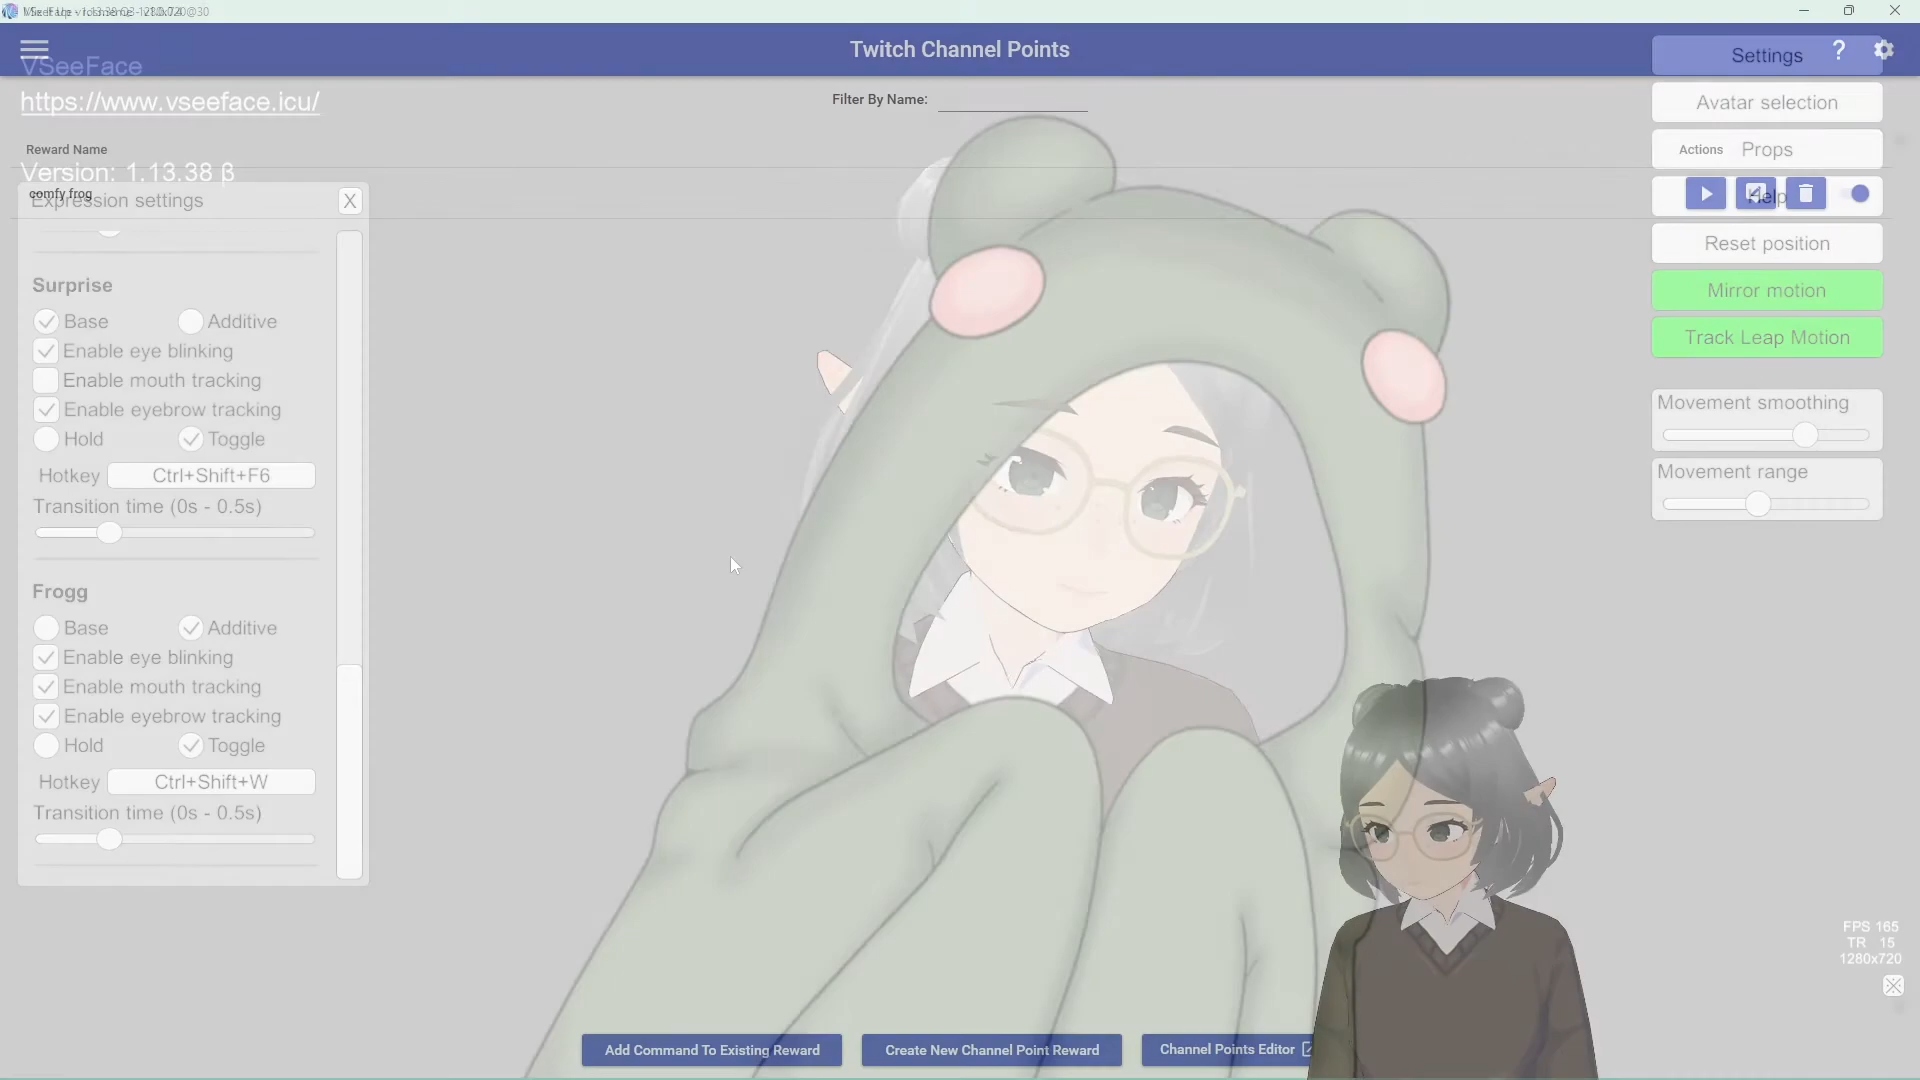 Twitch Channel Points
VSeeFace
https://www.vseeface.icu/
Filter By Name:
Reward Name
Actions
Version: 1.13.38 β
comfy frog
Expression settings
X
Surprise
Base
Additive
Enable eye blinking
Enable mouth tracking
Enable eyebrow tracking
Hold
Toggle
Hotkey
Ctrl+Shift+F6
Transition time (0s - 0.5s)
Frogg
Base
Additive
Enable eye blinking
Enable mouth tracking
Enable eyebrow tracking
Hold
Toggle
Hotkey
Ctrl+Shift+W
Transition time (0s - 0.5s)
Settings
?
Avatar selection
Props
Help
Reset position
Mirror motion
Track Leap Motion
Movement smoothing
Movement range
FPS 165
TR 15
1280x720
Add Command To Existing Reward
Create New Channel Point Reward
Channel Points Editor